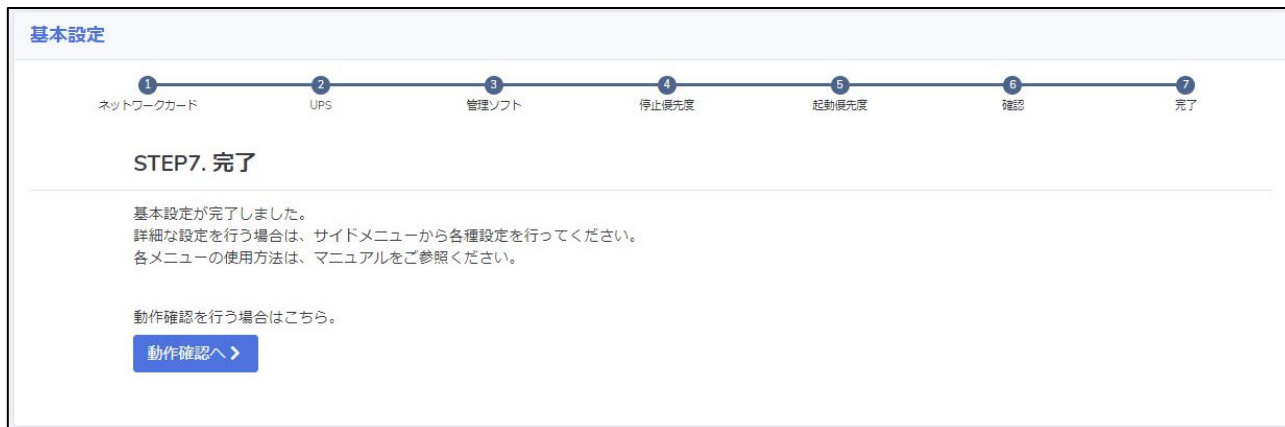 基本設定
1 2 3 4 5 6 7
ネットワークカード UPS 管理ソフト 停止優先度 起動優先度 確認 完了
STEP7. 完了
基本設定が完了しました。
詳細な設定を行う場合は、サイドメニューから各種設定を行ってください。
各メニューの使用方法は、マニュアルをご参照ください。
動作確認を行う場合はこちら。
動作確認へ